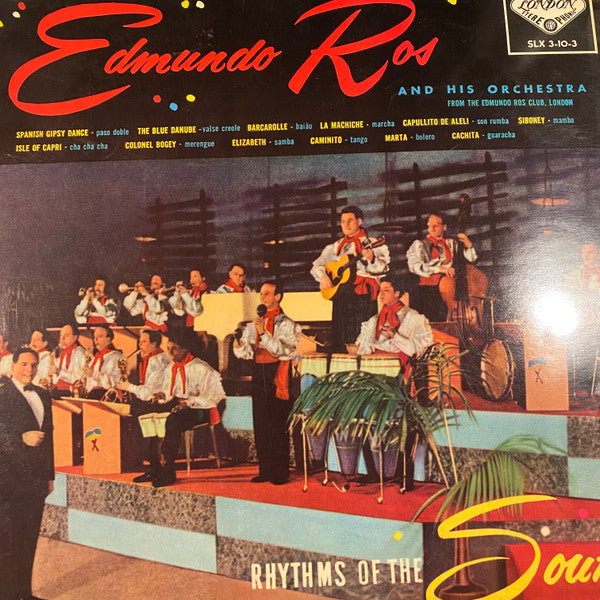 LONDON
STEREOPHONIC
SLX 3-10-3
Edmundo Ros
AND HIS ORCHESTRA
FROM THE EDMUNDO ROS CLUB, LONDON
SPANISH GIPSY DANCE - paso doble THE BLUE DANUBE - valse creole BARCAROLLE - baião LA MACHICHE - marcha CAPULLITO DE ALELI - son rumba SIBONEY - mambo
ISLE OF CAPRI - cha cha cha COLONEL BOGEY - merengue ELIZABETH - samba CAMINITO - tango MARTA - bolero CACHITA - guaracha
RHYTHMS OF THE Sou